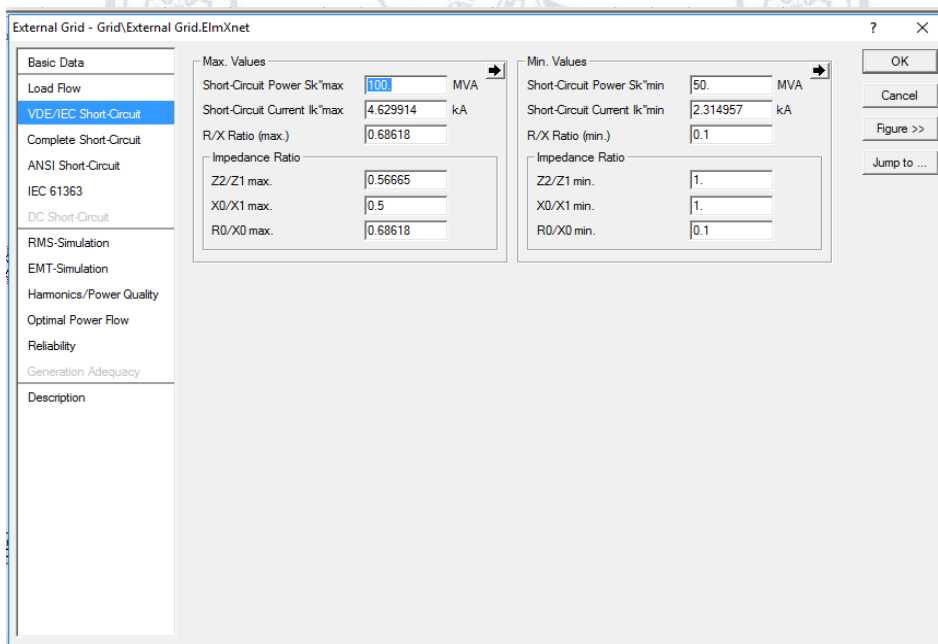 External Grid - Grid\External Grid.ElmXnet
? ×
Basic Data
Load Flow
VDE/IEC Short-Circuit
Complete Short-Circuit
ANSI Short-Circuit
IEC 61363
DC Short-Circuit
RMS-Simulation
EMT-Simulation
Harmonics/Power Quality
Optimal Power Flow
Reliability
Generation Adequacy
Description
Max. Values
Short-Circuit Power Sk"max 100. MVA
Short-Circuit Current Ik"max 4.629914 kA
R/X Ratio (max.) 0.68618
Impedance Ratio
Z2/Z1 max. 0.56665
X0/X1 max. 0.5
R0/X0 max. 0.68618
Min. Values
Short-Circuit Power Sk"min 50. MVA
Short-Circuit Current Ik"min 2.314957 kA
R/X Ratio (min.) 0.1
Impedance Ratio
Z2/Z1 min. 1.
X0/X1 min. 1.
R0/X0 min. 0.1
OK
Cancel
Figure >>
Jump to ...